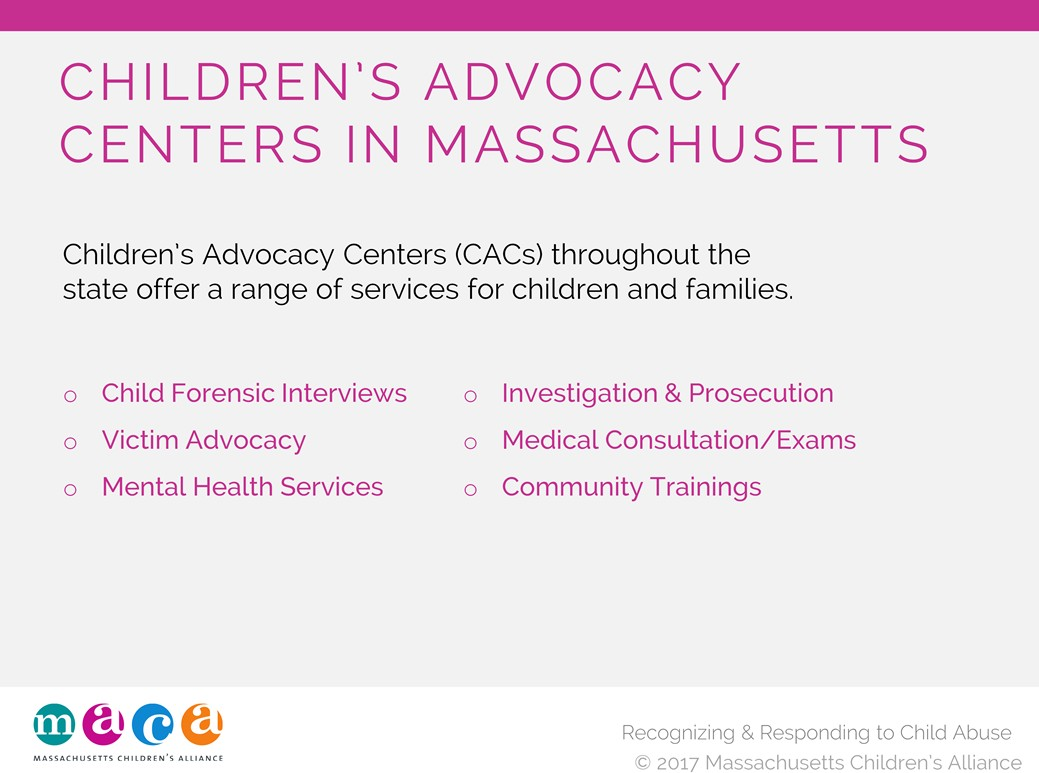 CHILDREN'S ADVOCACY
CENTERS IN MASSACHUSETTS
Children's Advocacy Centers (CACs) throughout the
state offer a range of services for children and families.
o Child Forensic Interviews
o Victim Advocacy
o Mental Health Services
o Investigation & Prosecution
o Medical Consultation/Exams
o Community Trainings
maca
MASSACHUSETTS CHILDREN'S ALLIANCE
Recognizing & Responding to Child Abuse
© 2017 Massachusetts Children's Alliance